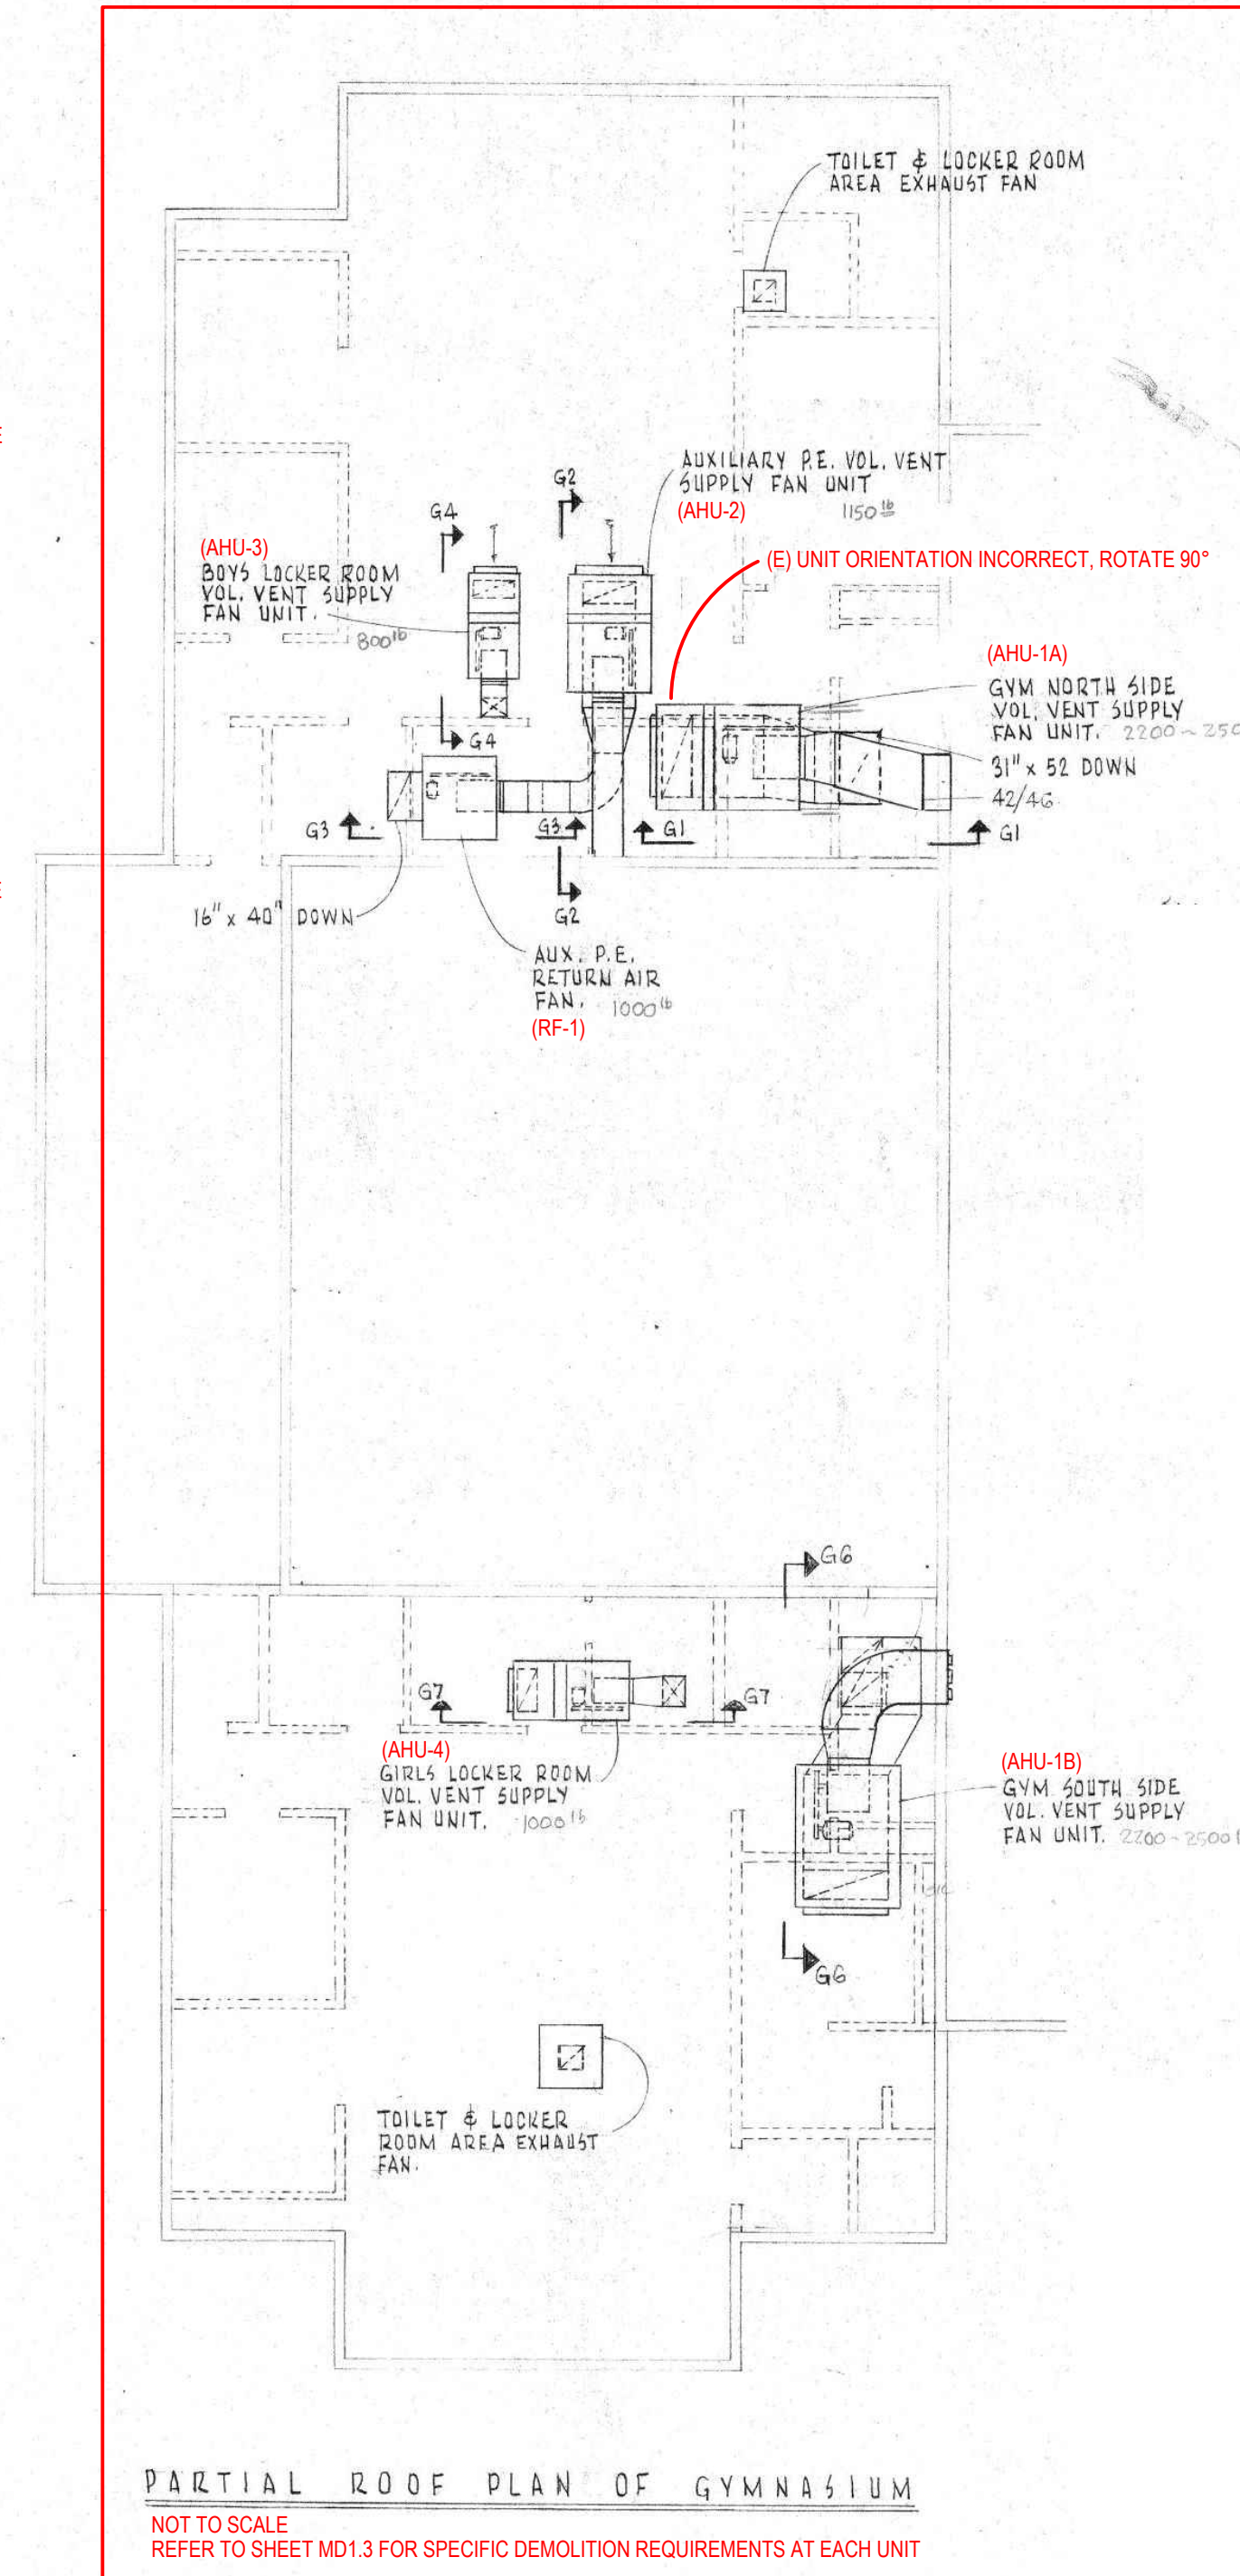 TOILET & LOCKER ROOM
AREA EXHAUST FAN
AUXILIARY P.E. VOL. VENT
SUPPLY FAN UNIT
(AHU-2)
1150 lb
G2
G4
(E) UNIT ORIENTATION INCORRECT, ROTATE 90°
(AHU-3)
BOYS LOCKER ROOM
VOL. VENT SUPPLY
FAN UNIT.
800 lb
(AHU-1A)
GYM NORTH SIDE
VOL. VENT SUPPLY
FAN UNIT. 2200~250
31" x 52 DOWN
42/46
G4
G3
G3
G1
G1
16" x 40" DOWN
G2
AUX. P.E.
RETURN AIR
FAN. 1000 lb
(RF-1)
G6
G7
G7
(AHU-4)
GIRLS LOCKER ROOM
VOL. VENT SUPPLY
FAN UNIT. 1000 lb
(AHU-1B)
GYM SOUTH SIDE
VOL. VENT SUPPLY
FAN UNIT. 2200~2500
G6
TOILET & LOCKER
ROOM AREA EXHAUST
FAN.
PARTIAL ROOF PLAN OF GYMNASIUM
NOT TO SCALE
REFER TO SHEET MD1.3 FOR SPECIFIC DEMOLITION REQUIREMENTS AT EACH UNIT